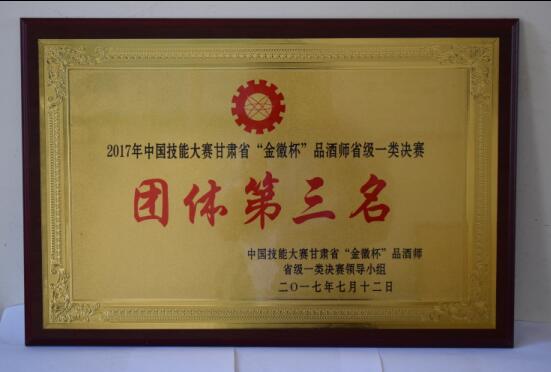 2017年中国技能大赛甘肃省“金徽杯”品酒师省级一类决赛
团体第三名
中国技能大赛甘肃省“金徽杯”品酒师
省级一类决赛领导小组
二〇一七年七月十二日